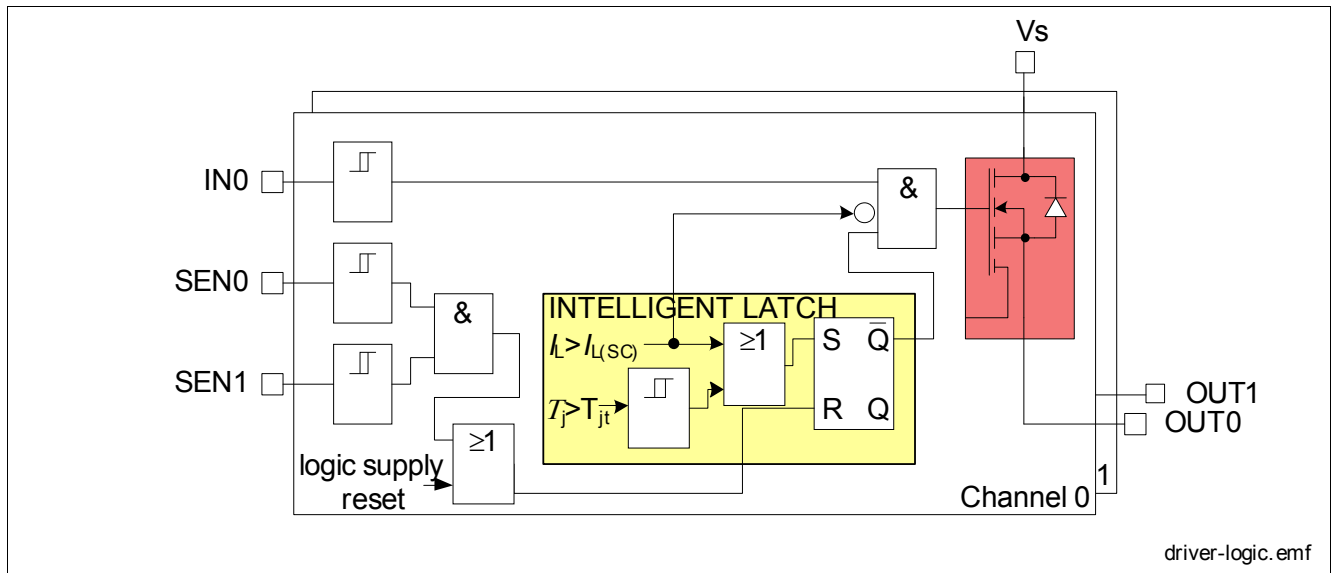 Vs
IN0
&
SEN0
&
INTELLIGENT LATCH
IL>IL(SC)
≥1
S Q̅
SEN1
Tj>Tjt
R Q
OUT1
OUT0
≥1
logic supply
reset
1
Channel 0
driver-logic.emf